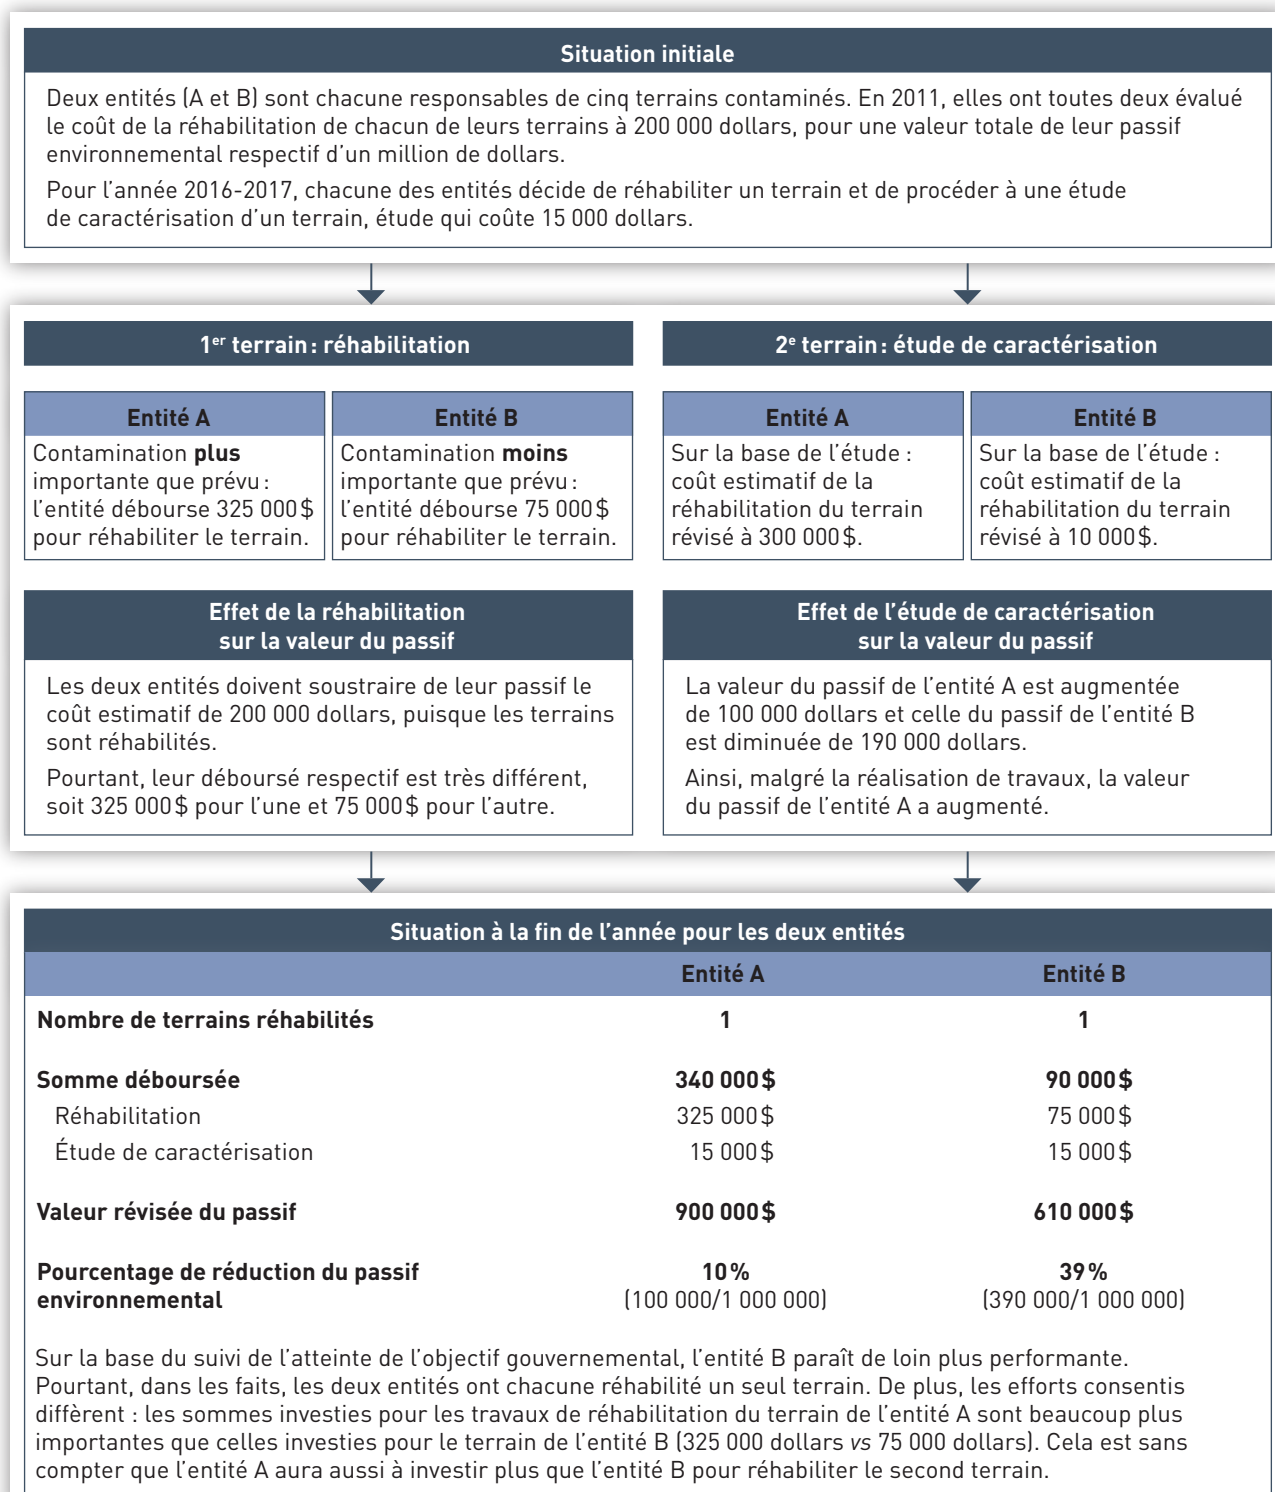 Situation initiale
Deux entités (A et B) sont chacune responsables de cinq terrains contaminés. En 2011, elles ont toutes deux évalué
le coût de la réhabilitation de chacun de leurs terrains à 200 000 dollars, pour une valeur totale de leur passif
environnemental respectif d'un million de dollars.
Pour l'année 2016-2017, chacune des entités décide de réhabiliter un terrain et de procéder à une étude
de caractérisation d'un terrain, étude qui coûte 15 000 dollars.
1er terrain : réhabilitation
Entité A
Contamination plus
importante que prévu :
l'entité débourse 325 000 $
pour réhabiliter le terrain.
Entité B
Contamination moins
importante que prévu :
l'entité débourse 75 000 $
pour réhabiliter le terrain.
Effet de la réhabilitation
sur la valeur du passif
Les deux entités doivent soustraire de leur passif le
coût estimatif de 200 000 dollars, puisque les terrains
sont réhabilités.
Pourtant, leur déboursé respectif est très différent,
soit 325 000 $ pour l'une et 75 000 $ pour l'autre.
2e terrain : étude de caractérisation
Entité A
Sur la base de l'étude :
coût estimatif de la
réhabilitation du terrain
révisé à 300 000 $.
Entité B
Sur la base de l'étude :
coût estimatif de la
réhabilitation du terrain
révisé à 10 000 $.
Effet de l'étude de caractérisation
sur la valeur du passif
La valeur du passif de l'entité A est augmentée
de 100 000 dollars et celle du passif de l'entité B
est diminuée de 190 000 dollars.
Ainsi, malgré la réalisation de travaux, la valeur
du passif de l'entité A a augmenté.
Situation à la fin de l'année pour les deux entités
Entité A Entité B
Nombre de terrains réhabilités 1 1
Somme déboursée 340 000 $ 90 000 $
Réhabilitation 325 000 $ 75 000 $
Étude de caractérisation 15 000 $ 15 000 $
Valeur révisée du passif 900 000 $ 610 000 $
Pourcentage de réduction du passif 10 % 39 %
environnemental (100 000/1 000 000) (390 000/1 000 000)
Sur la base du suivi de l'atteinte de l'objectif gouvernemental, l'entité B paraît de loin plus performante.
Pourtant, dans les faits, les deux entités ont chacune réhabilité un seul terrain. De plus, les efforts consentis
diffèrent : les sommes investies pour les travaux de réhabilitation du terrain de l'entité A sont beaucoup plus
importantes que celles investies pour le terrain de l'entité B (325 000 dollars vs 75 000 dollars). Cela est sans
compter que l'entité A aura aussi à investir plus que l'entité B pour réhabiliter le second terrain.